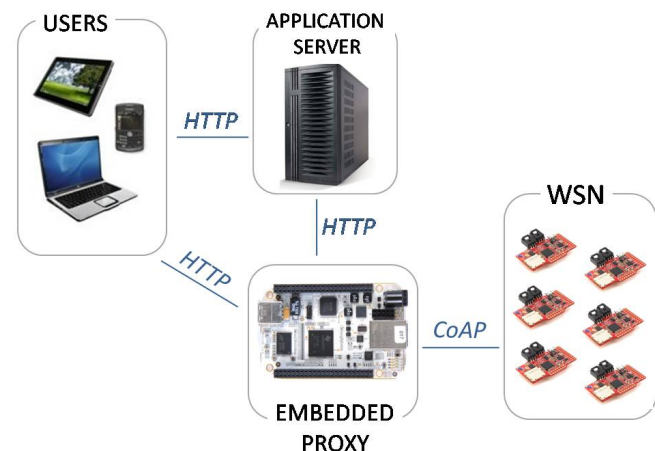 USERS
APPLICATION
SERVER
HTTP
WSN
HTTP
HTTP
CoAP
EMBEDDED
PROXY